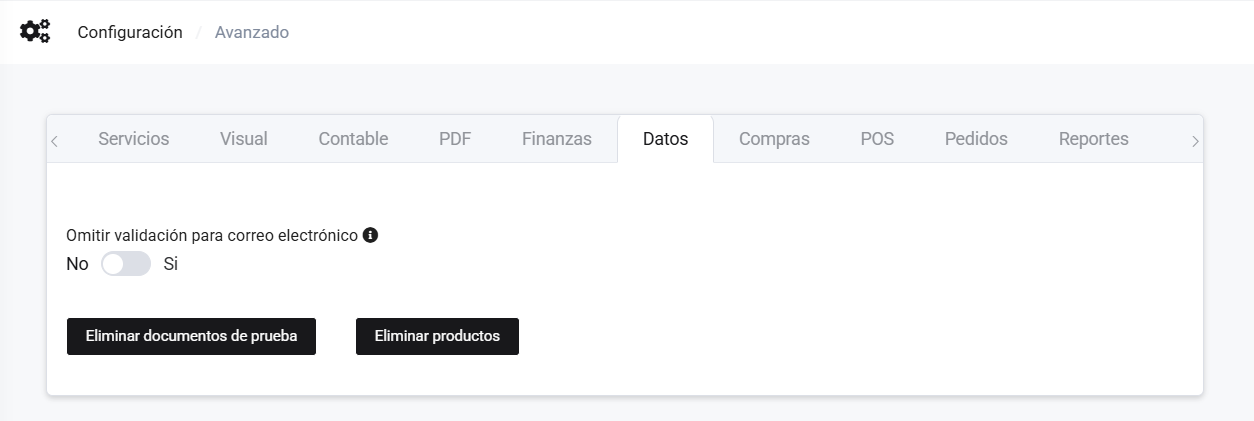 Configuración / Avanzado
Servicios Visual Contable PDF Finanzas Datos Compras POS Pedidos Reportes
Omitir validación para correo electrónico
No Si
Eliminar documentos de prueba Eliminar productos